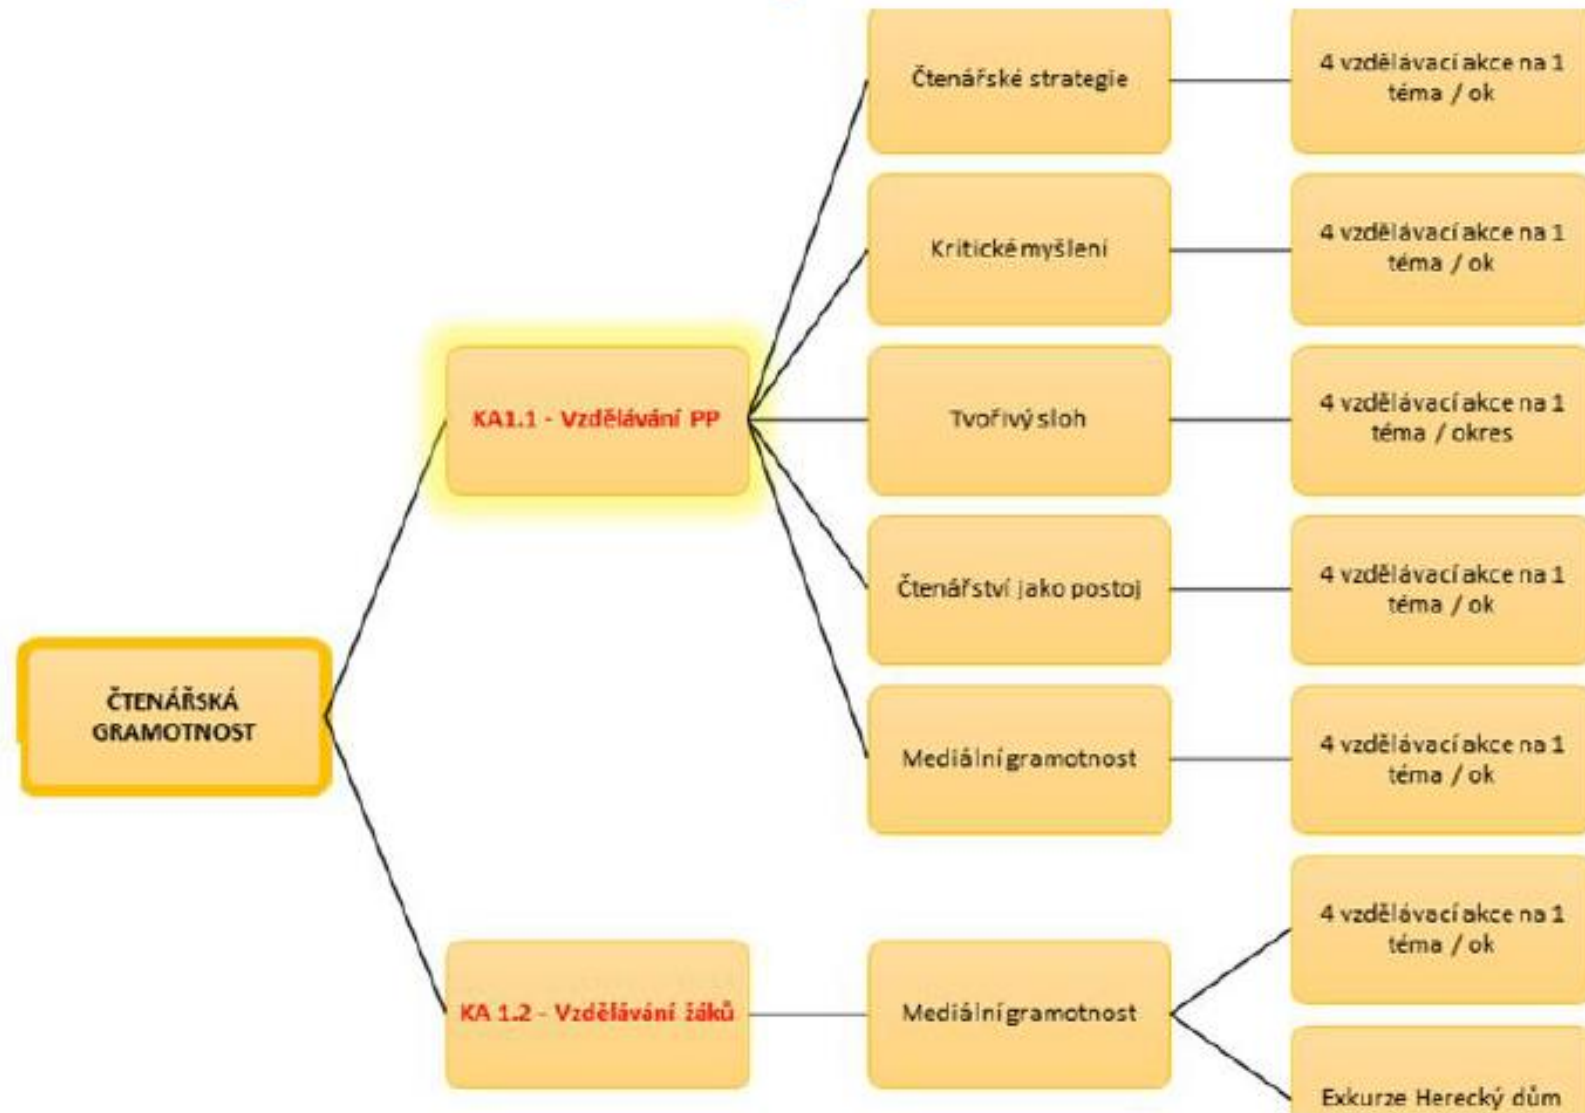 Čtenářské strategie
4 vzdělávací akce na 1
téma / ok
Kritické myšlení
4 vzdělávací akce na 1
téma / ok
KA1.1 - Vzdělávání PP
Tvořivý sloh
4 vzdělávací akce na 1
téma / okres
Čtenářství jako postoj
4 vzdělávací akce na 1
téma / ok
ČTENÁŘSKÁ
GRAMOTNOST
Mediální gramotnost
4 vzdělávací akce na 1
téma / ok
4 vzdělávací akce na 1
téma / ok
KA 1.2 - Vzdělávání žáků
Mediální gramotnost
Exkurze Herecký dům